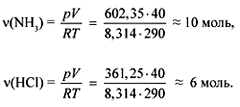 ν(NH₃) = pV/RT = 602,35·40/8,314·290 ≈ 10 моль,
ν(HCl) = pV/RT = 361,25·40/8,314·290 ≈ 6 моль.